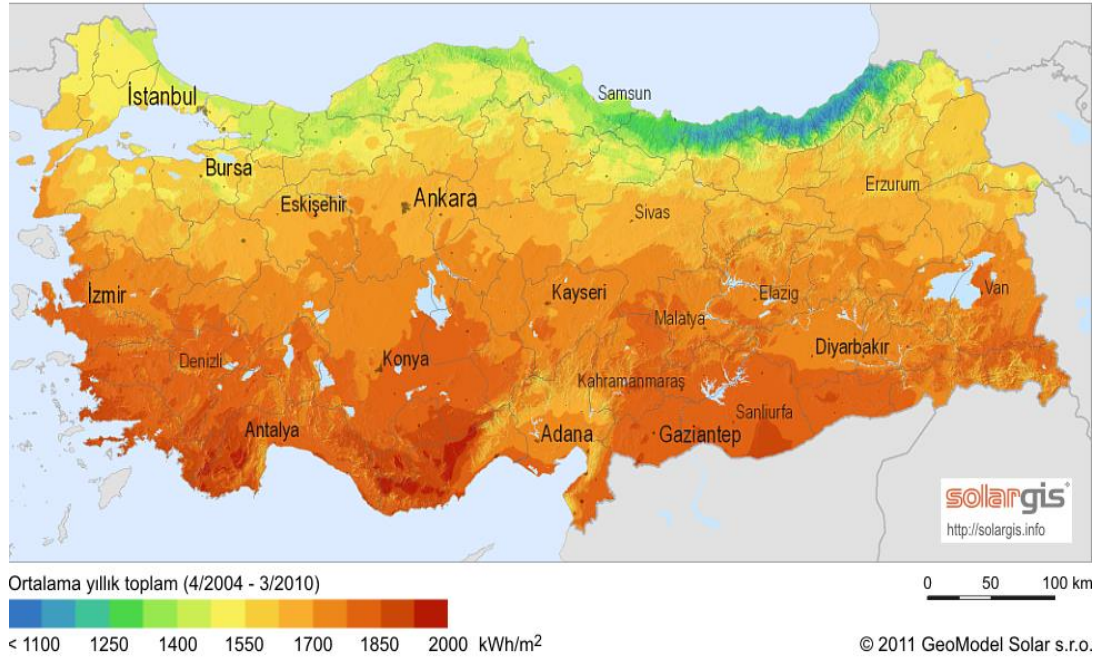 İstanbul
Samsun
Bursa
Erzurum
Eskişehir
Ankara
Sivas
İzmir
Kayseri
Elazig
Van
Malatya
Denizli
Konya
Diyarbakır
Kahramanmaraş
Sanlıurfa
Antalya
Adana
Gaziantep
solargis
http://solargis.info
Ortalama yıllık toplam (4/2004 - 3/2010)
0 50 100 km
< 1100 1250 1400 1550 1700 1850 2000 kWh/m²
© 2011 GeoModel Solar s.r.o.